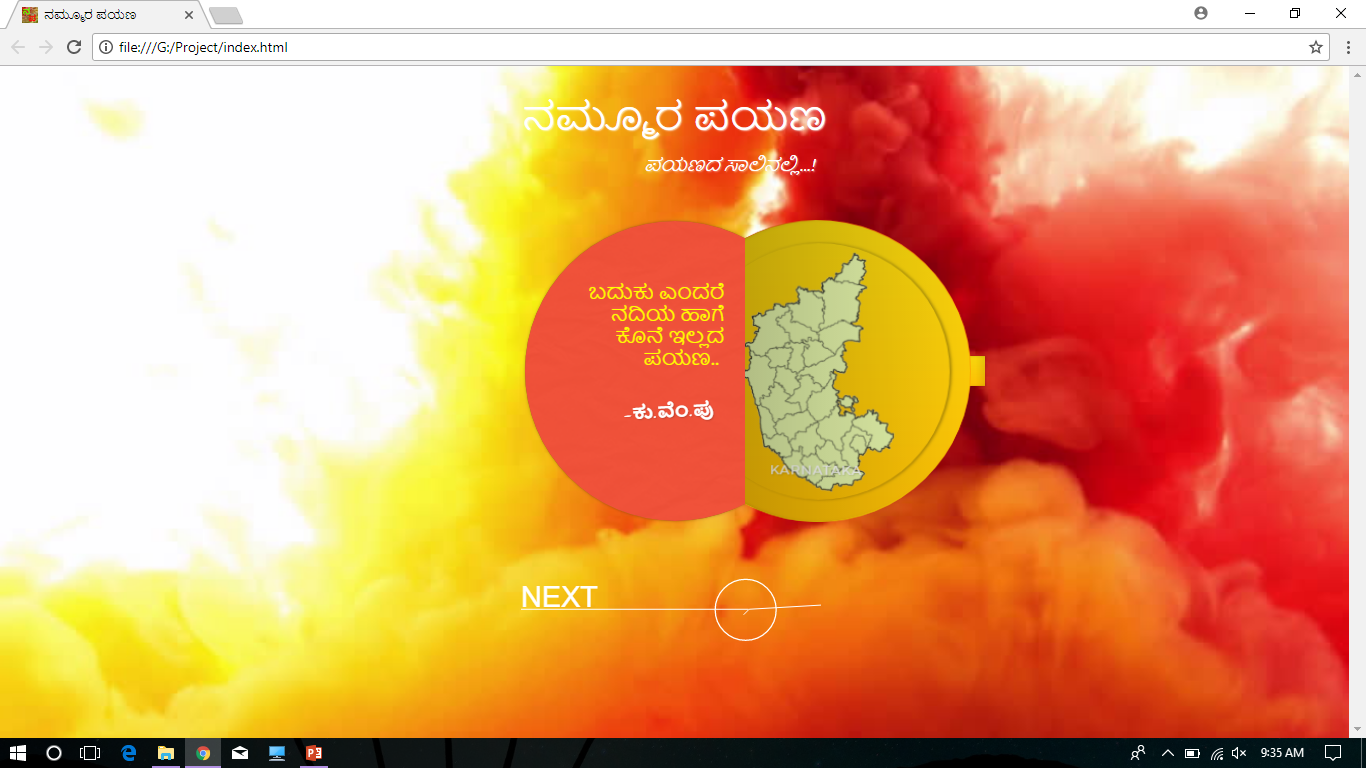 ನಮ್ಮೂರ ಪಯಣ
file:///G:/Project/index.html
ನಮ್ಮೂರ ಪಯಣ
ಪಯಣದ ಸಾಲಿನಲ್ಲಿ...!
ಬದುಕು ಎಂದರೆ
ನದಿಯ ಹಾಗೆ
ಕೊನೆ ಇಲ್ಲದ
ಪಯಣ..
-ಕು.ವೆಂ.ಪು
KARNATAKA
NEXT
9:35 AM